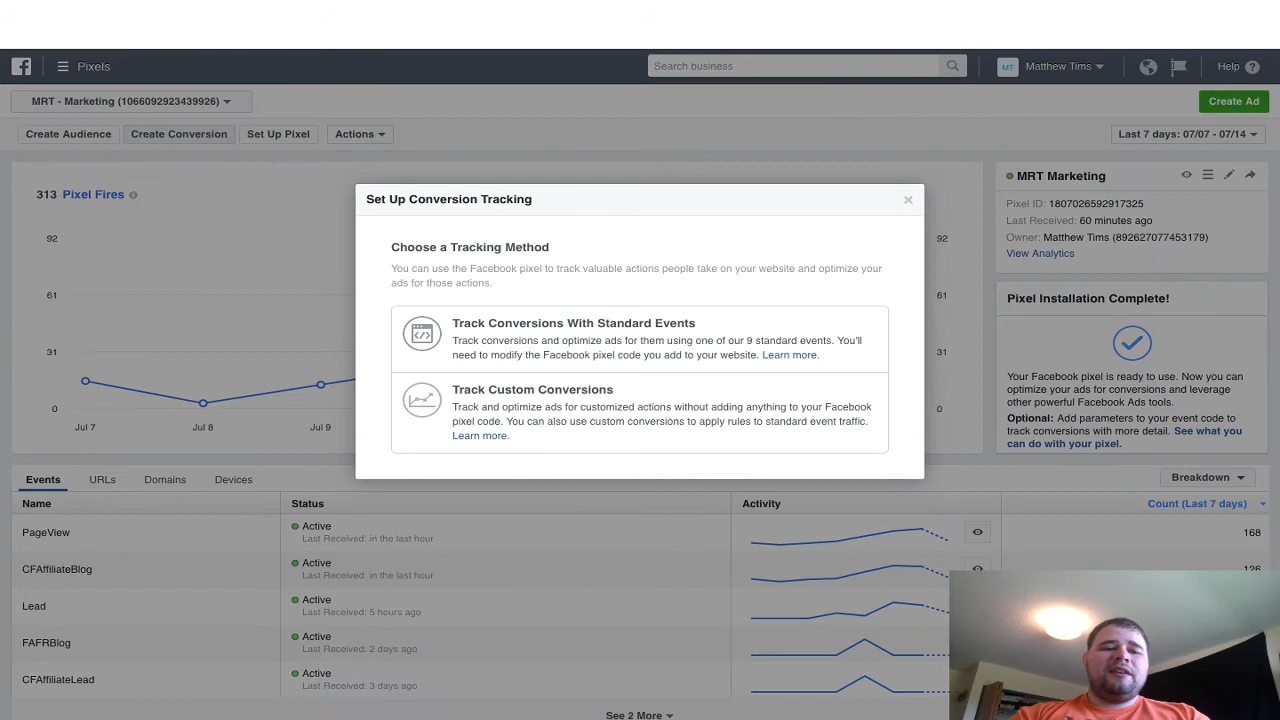 Pixels
Search business
MT
Matthew Tims
Help ?
MRT - Marketing (1066092923439926)
Create Ad
Create Audience
Create Conversion
Set Up Pixel
Actions
Last 7 days: 07/07 - 07/14
313 Pixel Fires
92
61
31
0
Jul 7
Jul 8
Jul 9
92
61
31
0
Set Up Conversion Tracking
Choose a Tracking Method
You can use the Facebook pixel to track valuable actions people take on your website and optimize your
ads for those actions.
Track Conversions With Standard Events
Track conversions and optimize ads for them using one of our 9 standard events. You'll
need to modify the Facebook pixel code you add to your website. Learn more.
Track Custom Conversions
Track and optimize ads for customized actions without adding anything to your Facebook
pixel code. You can also use custom conversions to apply rules to standard event traffic.
Learn more.
MRT Marketing
Pixel ID: 1807026592917325
Last Received: 60 minutes ago
Owner: Matthew Tims (892627077453179)
View Analytics
Pixel Installation Complete!
Your Facebook pixel is ready to use. Now you can
optimize your ads for conversions and leverage
other powerful Facebook Ads tools.
Optional: Add parameters to your event code to
track conversions with more detail. See what you
can do with your pixel.
Events
URLs
Domains
Devices
Breakdown
Name
Status
Activity
Count (Last 7 days)
PageView
Active
Last Received: in the last hour
168
CFAffiliateBlog
Active
Last Received: in the last hour
126
Lead
Active
Last Received: 5 hours ago
FAFRBlog
Active
Last Received: 2 days ago
CFAffiliateLead
Active
Last Received: 3 days ago
See 2 More